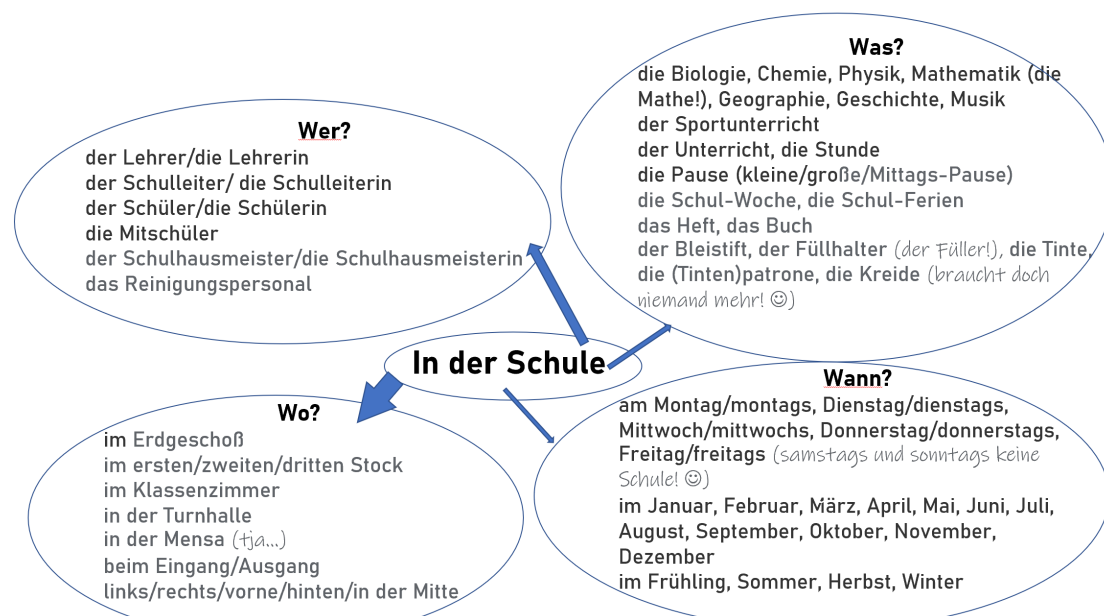 Wer?
der Lehrer/die Lehrerin
der Schulleiter/ die Schulleiterin
der Schüler/die Schülerin
die Mitschüler
der Schulhausmeister/die Schulhausmeisterin
das Reinigungspersonal
Was?
die Biologie, Chemie, Physik, Mathematik (die
Mathe!), Geographie, Geschichte, Musik
der Sportunterricht
der Unterricht, die Stunde
die Pause (kleine/große/Mittags-Pause)
die Schul-Woche, die Schul-Ferien
das Heft, das Buch
der Bleistift, der Füllhalter (der Füller!), die Tinte,
die (Tinten)patrone, die Kreide (braucht doch
niemand mehr! ☺)
In der Schule
Wo?
im Erdgeschoß
im ersten/zweiten/dritten Stock
im Klassenzimmer
in der Turnhalle
in der Mensa (tja...)
beim Eingang/Ausgang
links/rechts/vorne/hinten/in der Mitte
Wann?
am Montag/montags, Dienstag/dienstags,
Mittwoch/mittwochs, Donnerstag/donnerstags,
Freitag/freitags (samstags und sonntags keine
Schule! ☺)
im Januar, Februar, März, April, Mai, Juni, Juli,
August, September, Oktober, November,
Dezember
im Frühling, Sommer, Herbst, Winter